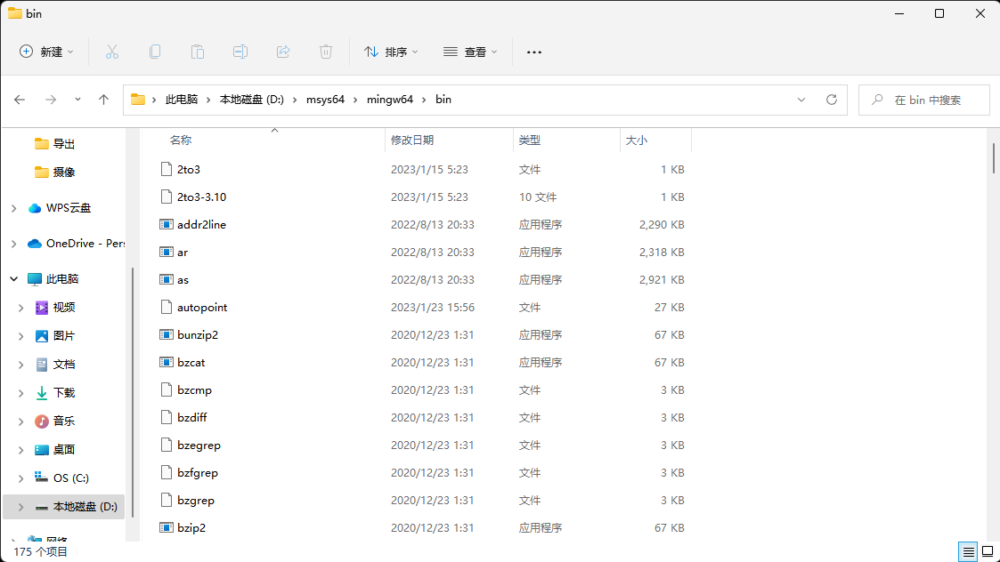 bin
新建
排序
查看
此电脑 本地磁盘 (D:) msys64 mingw64 bin
在 bin 中搜索
导出
摄像
WPS云盘
OneDrive - Pers
此电脑
视频
图片
文档
下载
音乐
桌面
OS (C:)
本地磁盘 (D:)
网络
名称 修改日期 类型 大小
2to3 2023/1/15 5:23 文件 1 KB
2to3-3.10 2023/1/15 5:23 10 文件 1 KB
addr2line 2022/8/13 20:33 应用程序 2,290 KB
ar 2022/8/13 20:33 应用程序 2,318 KB
as 2022/8/13 20:33 应用程序 2,921 KB
autopoint 2023/1/23 15:56 文件 27 KB
bunzip2 2020/12/23 1:31 应用程序 67 KB
bzcat 2020/12/23 1:31 应用程序 67 KB
bzcmp 2020/12/23 1:31 文件 3 KB
bzdiff 2020/12/23 1:31 文件 3 KB
bzegrep 2020/12/23 1:31 文件 3 KB
bzfgrep 2020/12/23 1:31 文件 3 KB
bzgrep 2020/12/23 1:31 文件 3 KB
bzip2 2020/12/23 1:31 应用程序 67 KB
175 个项目